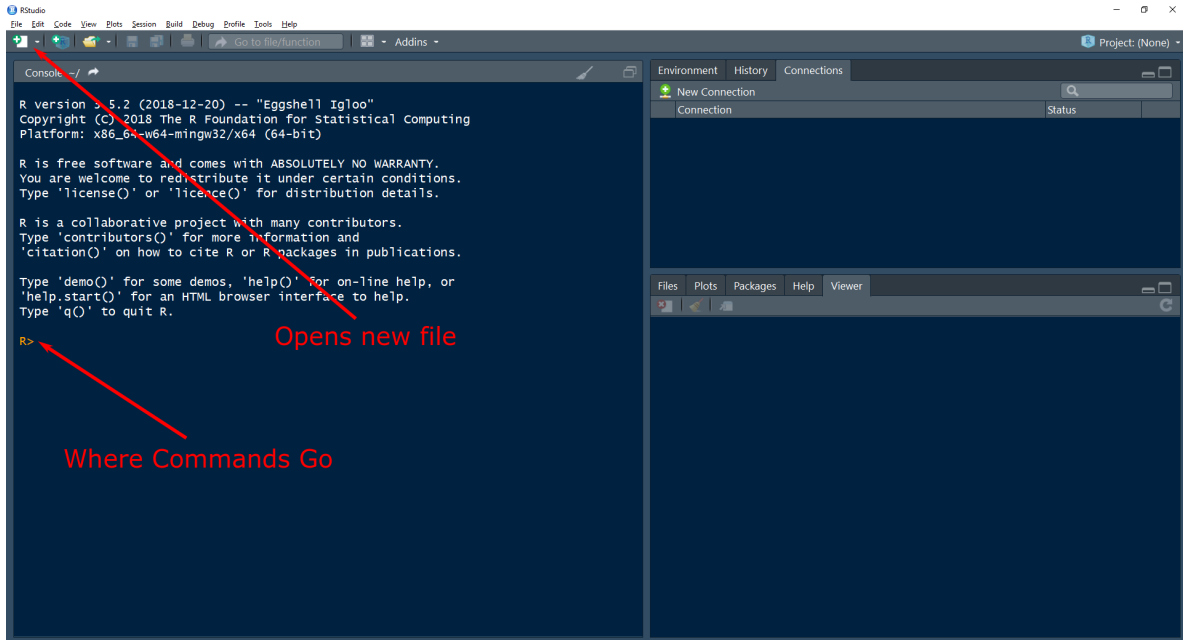 RStudio
File Edit Code View Plots Session Build Debug Profile Tools Help
Go to file/function Addins Project: (None)
Console ~/
R version 3.5.2 (2018-12-20) -- "Eggshell Igloo"
Copyright (C) 2018 The R Foundation for Statistical Computing
Platform: x86_64-w64-mingw32/x64 (64-bit)
R is free software and comes with ABSOLUTELY NO WARRANTY.
You are welcome to redistribute it under certain conditions.
Type 'license()' or 'licence()' for distribution details.
R is a collaborative project with many contributors.
Type 'contributors()' for more information and
'citation()' on how to cite R or R packages in publications.
Type 'demo()' for some demos, 'help()' for on-line help, or
'help.start()' for an HTML browser interface to help.
Type 'q()' to quit R.
R>
Opens new file
Where Commands Go
Environment History Connections
New Connection
Connection Status
Files Plots Packages Help Viewer